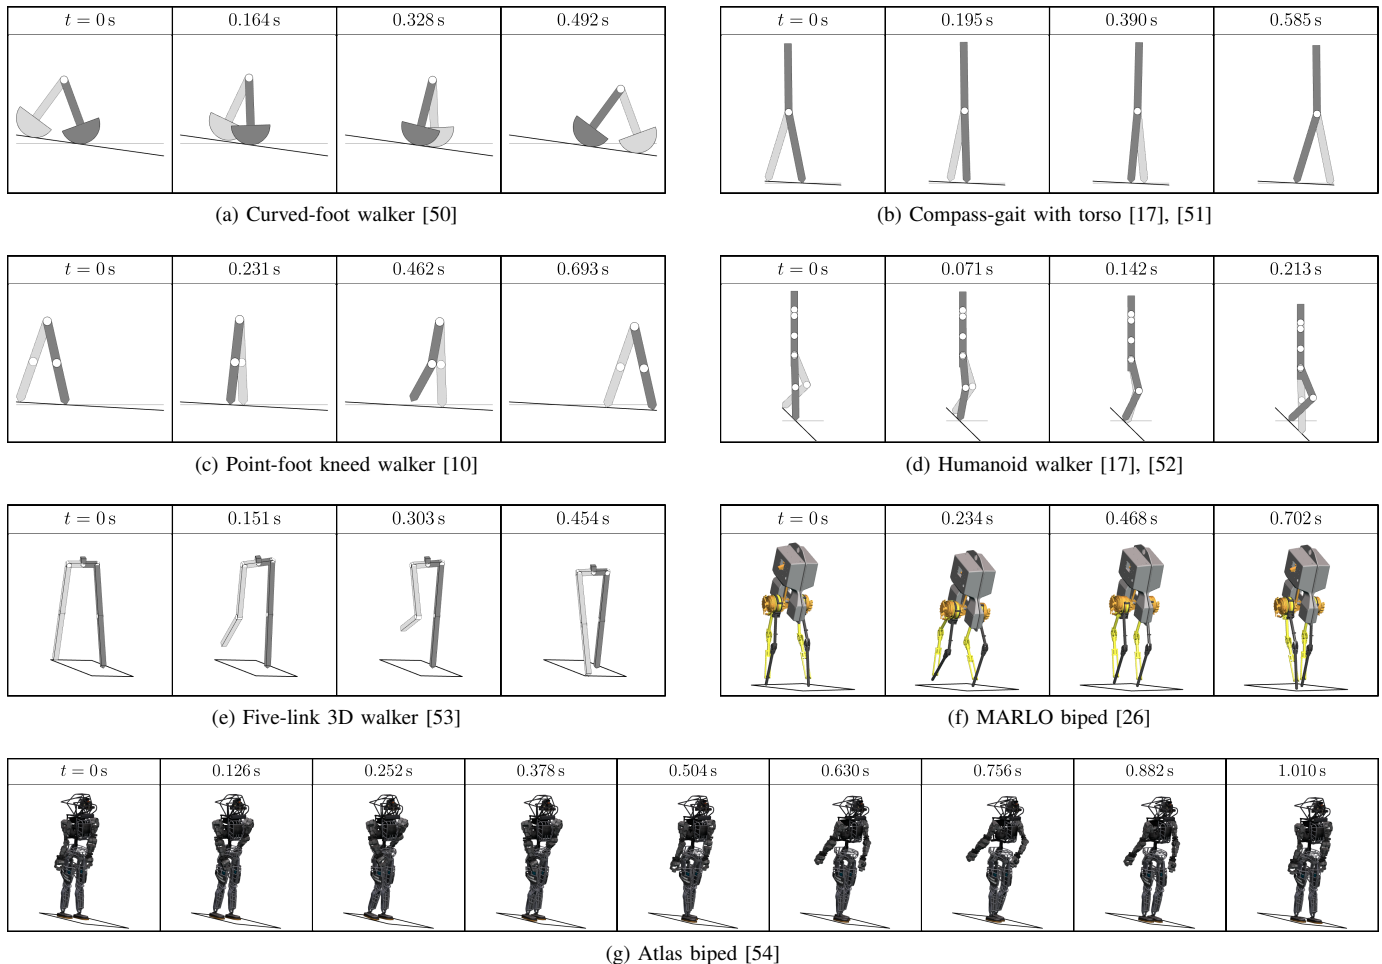 t = 0 s 0.164 s 0.328 s 0.492 s
(a) Curved-foot walker [50]
t = 0 s 0.195 s 0.390 s 0.585 s
(b) Compass-gait with torso [17], [51]
t = 0 s 0.231 s 0.462 s 0.693 s
(c) Point-foot kneed walker [10]
t = 0 s 0.071 s 0.142 s 0.213 s
(d) Humanoid walker [17], [52]
t = 0 s 0.151 s 0.303 s 0.454 s
(e) Five-link 3D walker [53]
t = 0 s 0.234 s 0.468 s 0.702 s
(f) MARLO biped [26]
t = 0 s 0.126 s 0.252 s 0.378 s 0.504 s 0.630 s 0.756 s 0.882 s 1.010 s
(g) Atlas biped [54]